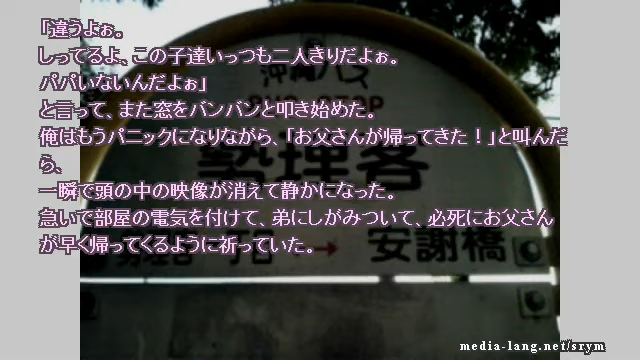 「違うよぉ。
しってるよ、この子達いっつも二人きりだよぉ。
パパいないんだよぉ」
と言って、また窓をバンバンと叩き始めた。
俺はもうパニックになりながら、「お父さんが帰ってきた!」と叫んだ
ら、
一瞬で頭の中の映像が消えて静かになった。
急いで部屋の電気を付けて、弟にしがみついて、必死にお父さん
が早く帰ってくるように祈っていた。
沖縄バス
BUS STOP
勢理客
安謝橋
media-lang.net/srym